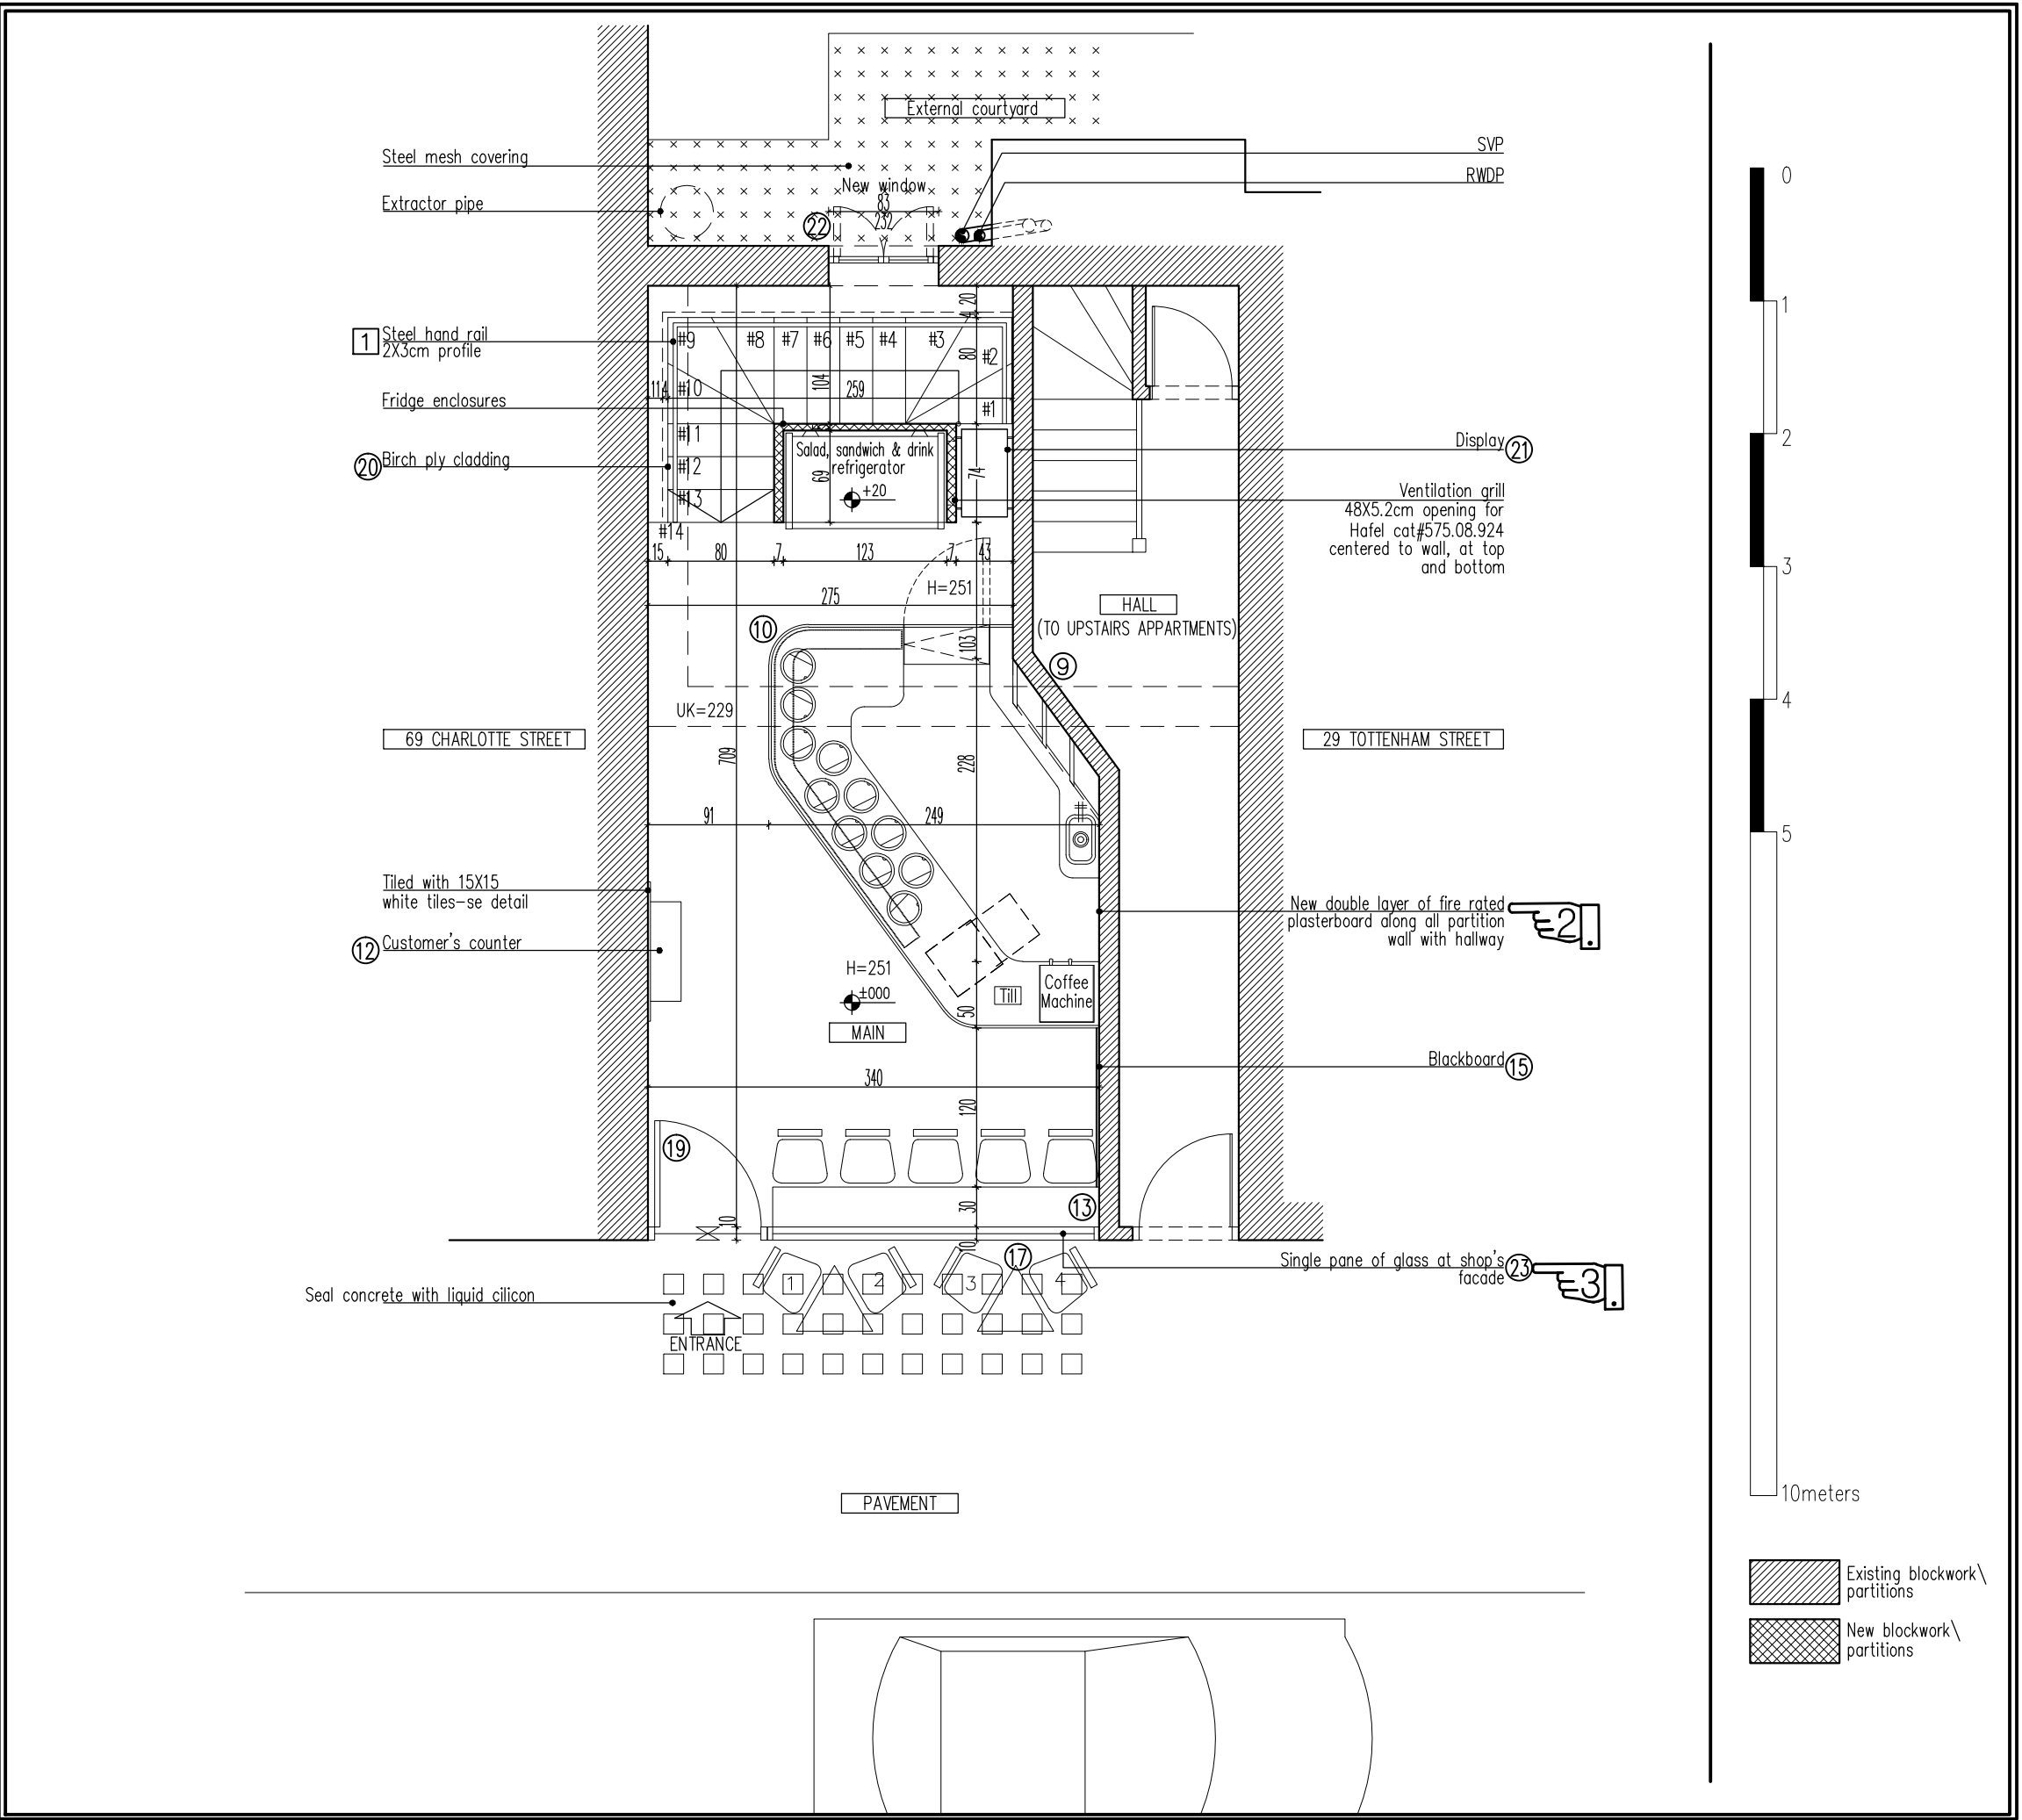 External courtyard
Steel mesh covering
SVP
New window
RWDP
83
232
Extractor pipe
22
0
1
2
3
4
5
10meters
20
4
1
Steel hand rail
2X3cm profile
#9
#8
#7
#6
#5
#4
#3
#2
80
#10
104
114
259
#1
Fridge enclosures
#11
#12
#13
#14
20
Birch ply cladding
Salad, sandwich & drink
refrigerator
69
+20
74
Display
21
Ventilation grill
48X5.2cm opening for
Hafel cat#575.08.924
centered to wall, at top
and bottom
15
80
7
123
7
43
H=251
275
HALL
(TO UPSTAIRS APPARTMENTS)
10
103
9
UK=229
69 CHARLOTTE STREET
709
228
29 TOTTENHAM STREET
91
249
Tiled with 15X15
white tiles-se detail
New double layer of fire rated
plasterboard along all partition
wall with hallway
2
12
Customer's counter
H=251
±000
MAIN
Till
Coffee
Machine
50
Blackboard
15
340
120
19
13
30
10
10
17
Single pane of glass at shop's
facade
23
3
1
2
3
4
Seal concrete with liquid cilicon
ENTRANCE
PAVEMENT
Existing blockwork\
partitions
New blockwork\
partitions